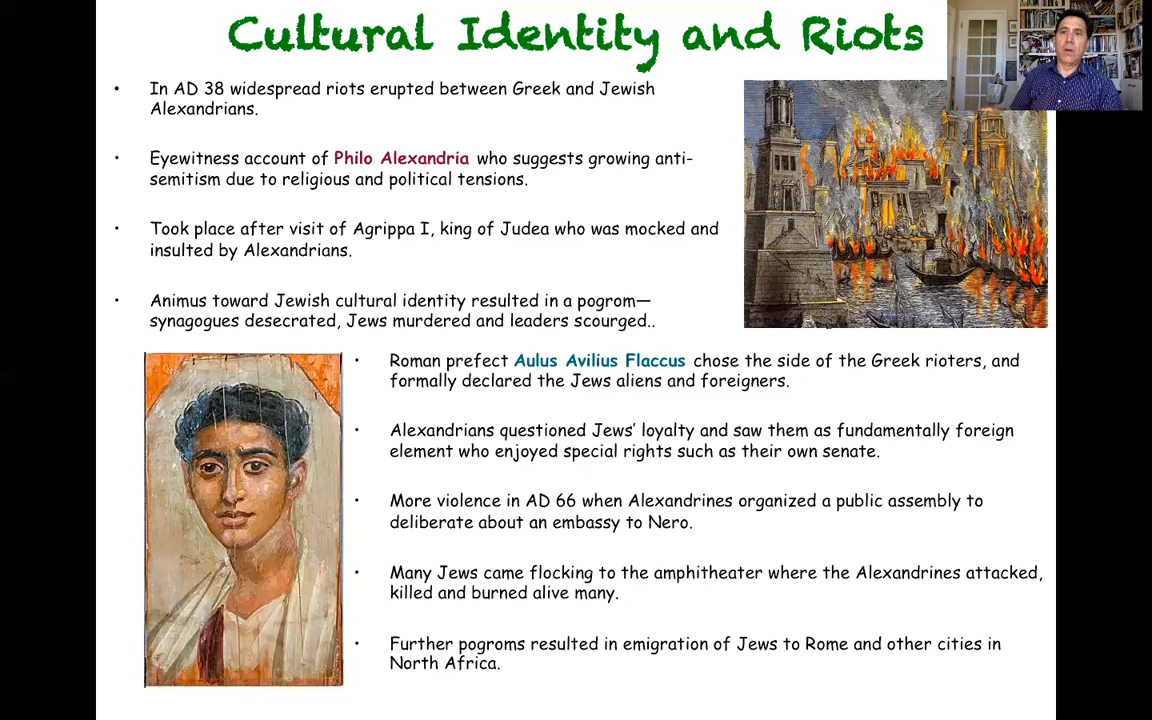 Cultural Identity and Riots
• In AD 38 widespread riots erupted between Greek and Jewish
Alexandrians.
• Eyewitness account of Philo Alexandria who suggests growing anti-
semitism due to religious and political tensions.
• Took place after visit of Agrippa I, king of Judea who was mocked and
insulted by Alexandrians.
• Animus toward Jewish cultural identity resulted in a pogrom—
synagogues desecrated, Jews murdered and leaders scourged..
• Roman prefect Aulus Avilius Flaccus chose the side of the Greek rioters, and
formally declared the Jews aliens and foreigners.
• Alexandrians questioned Jews’ loyalty and saw them as fundamentally foreign
element who enjoyed special rights such as their own senate.
• More violence in AD 66 when Alexandrines organized a public assembly to
deliberate about an embassy to Nero.
• Many Jews came flocking to the amphitheater where the Alexandrines attacked,
killed and burned alive many.
• Further pogroms resulted in emigration of Jews to Rome and other cities in
North Africa.